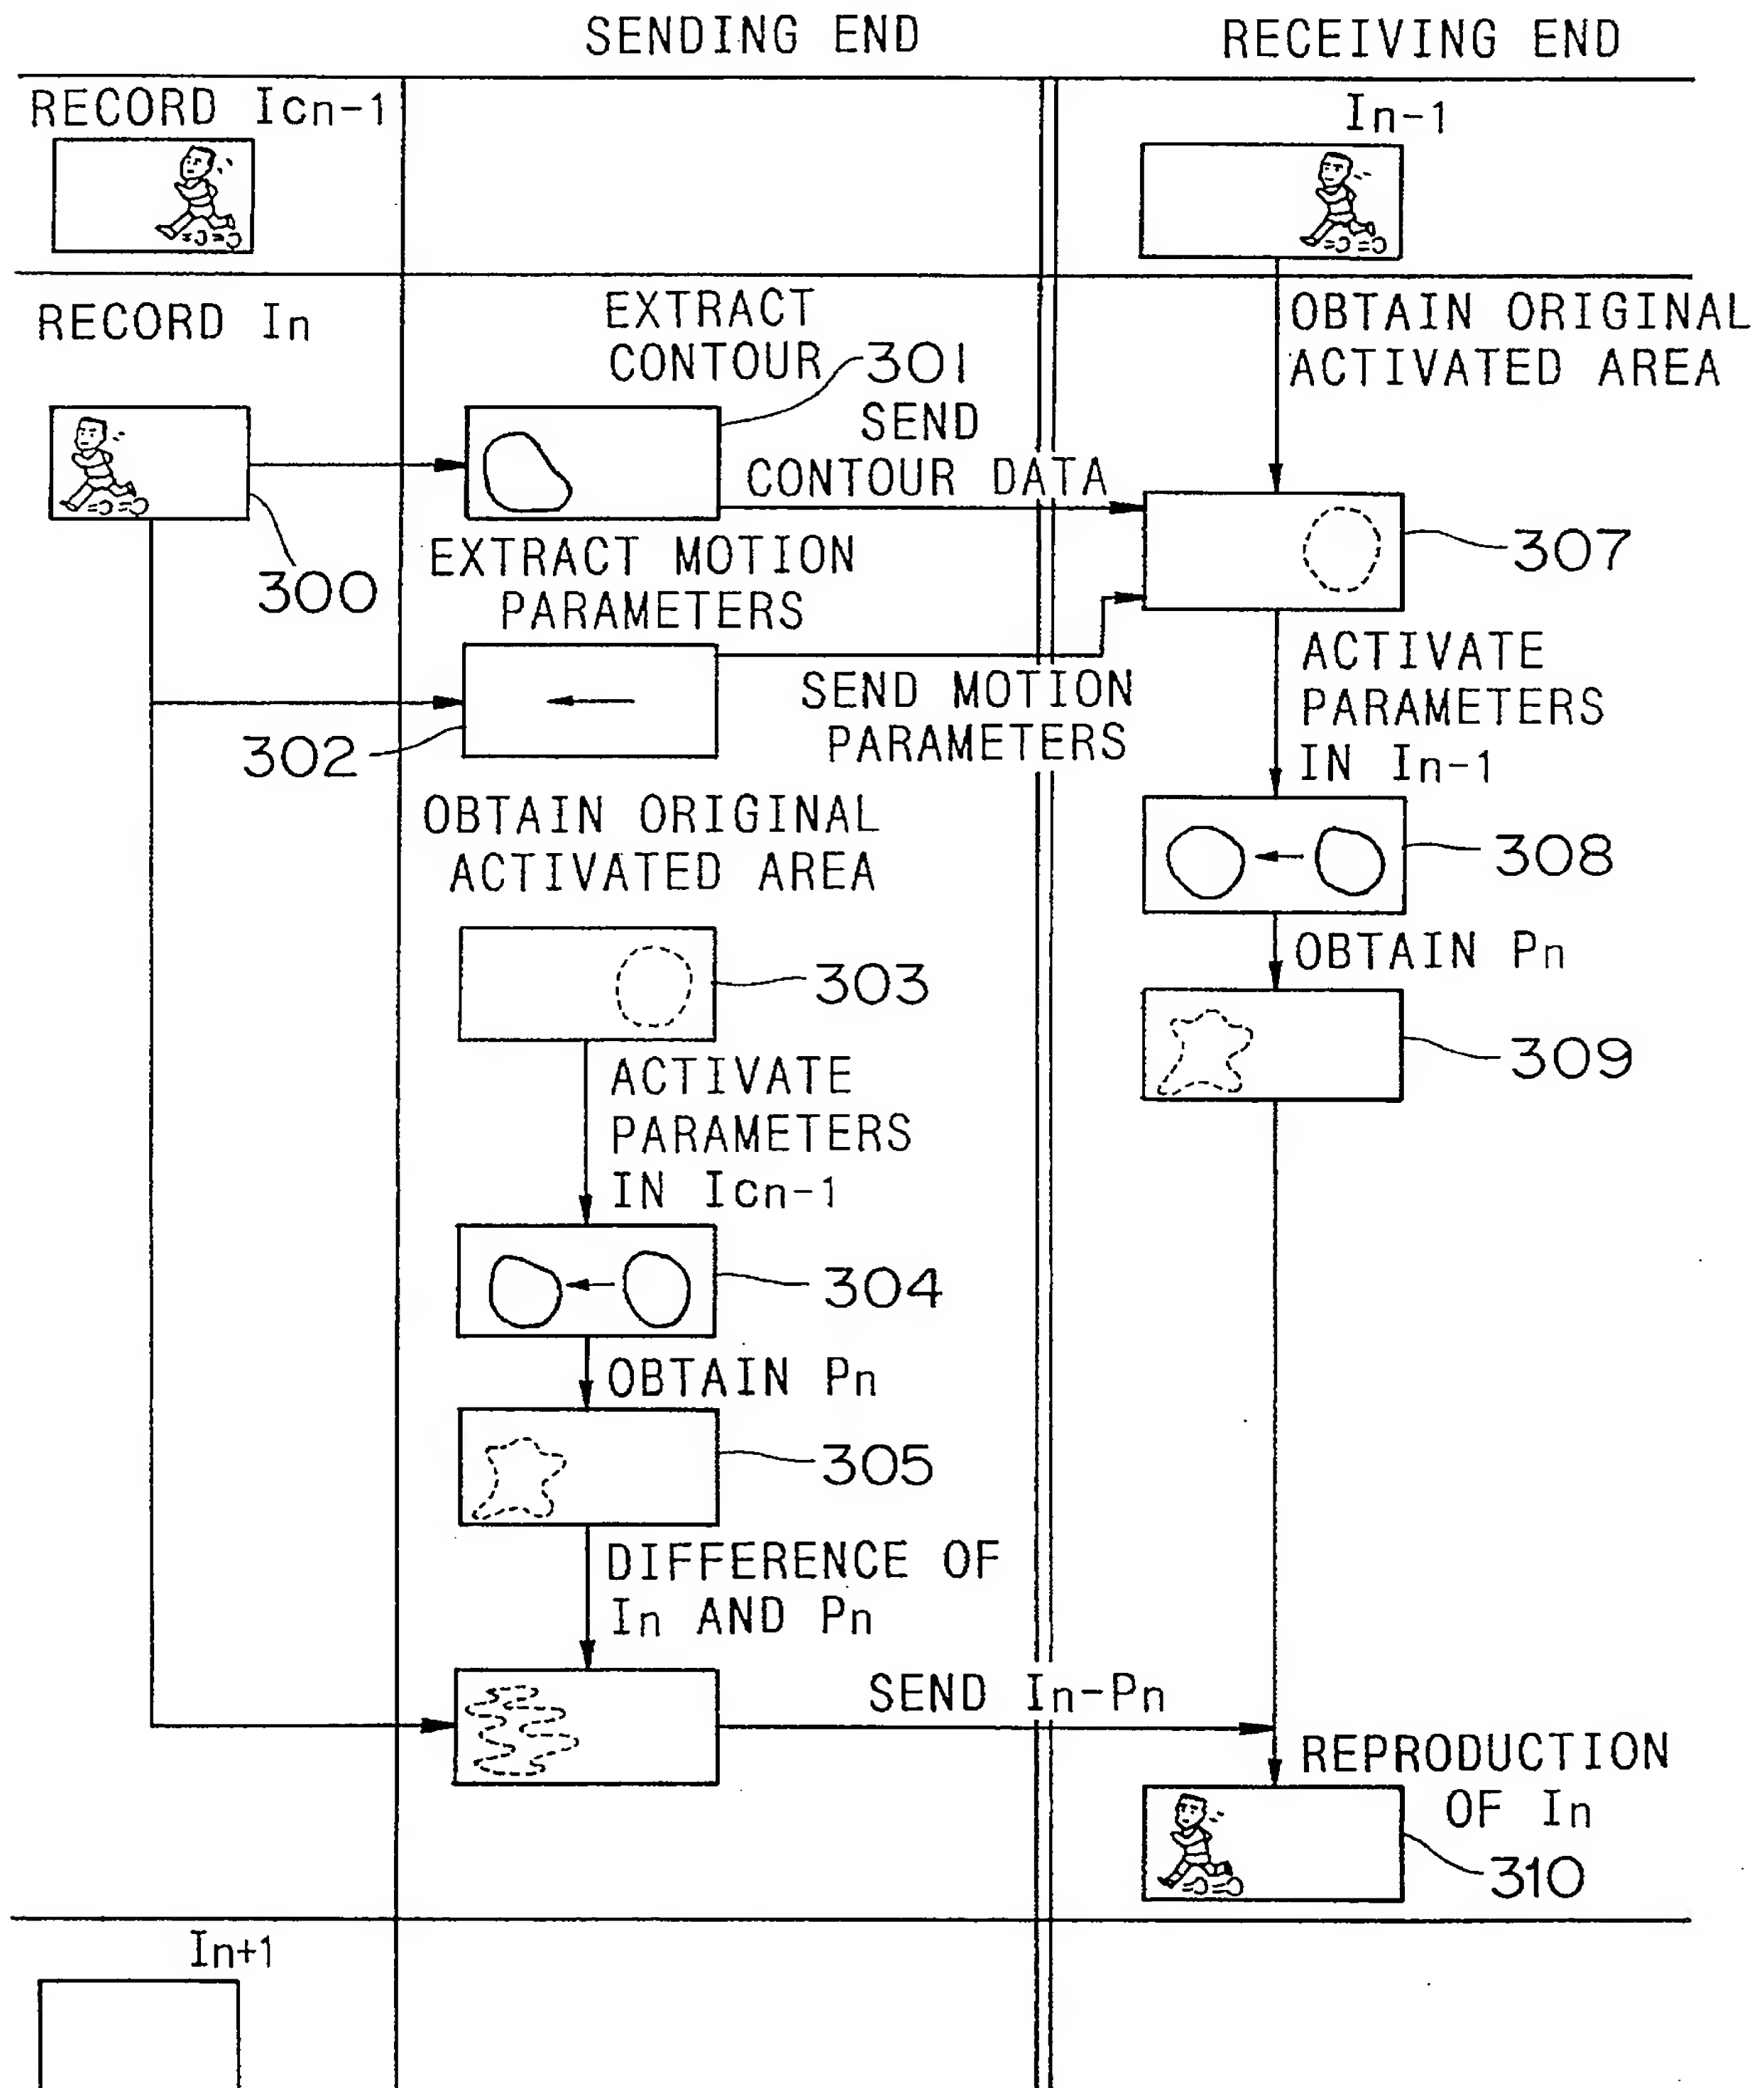 SENDING END
RECEIVING END
RECORD Icn-1
In-1
RECORD In
EXTRACT
CONTOUR
301
SEND
CONTOUR DATA
OBTAIN ORIGINAL
ACTIVATED AREA
300
EXTRACT MOTION
PARAMETERS
307
302
SEND MOTION
PARAMETERS
ACTIVATE
PARAMETERS
IN In-1
OBTAIN ORIGINAL
ACTIVATED AREA
308
303
OBTAIN Pn
309
ACTIVATE
PARAMETERS
IN Icn-1
304
OBTAIN Pn
305
DIFFERENCE OF
In AND Pn
SEND In-Pn
REPRODUCTION
OF In
310
In+1